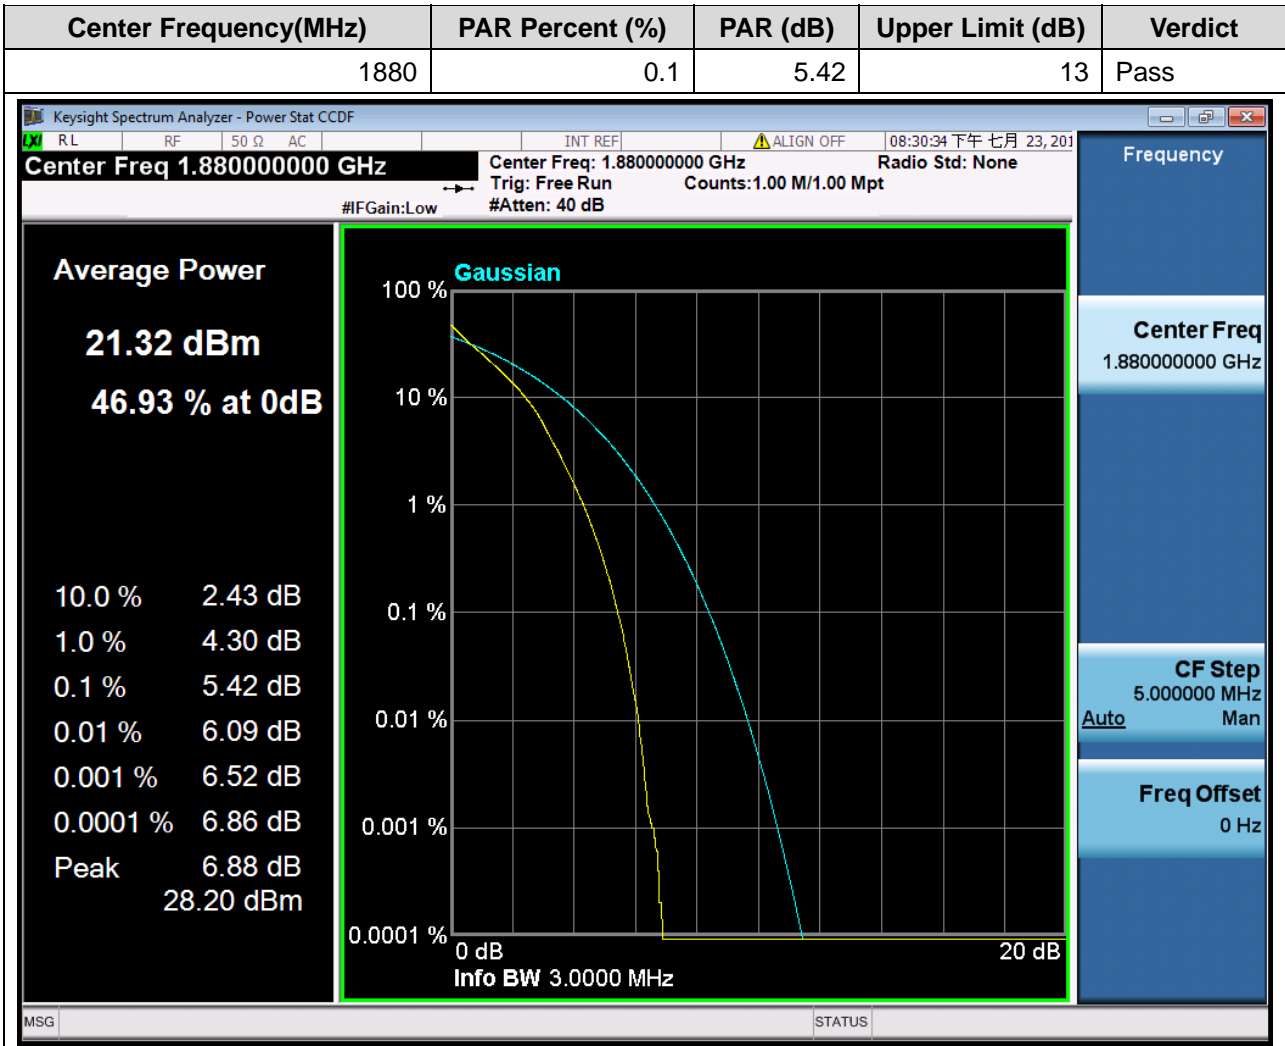 Center Frequency(MHz) PAR Percent (%) PAR (dB) Upper Limit (dB) Verdict
1880 0.1 5.42 13 Pass
Keysight Spectrum Analyzer - Power Stat CCDF
LXI RL RF 50 Ω AC INT REF ALIGN OFF 08:30:34 下午 七月 23, 201
Center Freq 1.880000000 GHz
Center Freq: 1.880000000 GHz Radio Std: None
Trig: Free Run Counts:1.00 M/1.00 Mpt
#IFGain:Low #Atten: 40 dB
Average Power
21.32 dBm
46.93 % at 0dB
10.0 % 2.43 dB
1.0 % 4.30 dB
0.1 % 5.42 dB
0.01 % 6.09 dB
0.001 % 6.52 dB
0.0001 % 6.86 dB
Peak 6.88 dB
28.20 dBm
Gaussian
100 %
10 %
1 %
0.1 %
0.01 %
0.001 %
0.0001 %
0 dB 20 dB
Info BW 3.0000 MHz
Frequency
Center Freq
1.880000000 GHz
CF Step
5.000000 MHz
Auto Man
Freq Offset
0 Hz
MSG STATUS